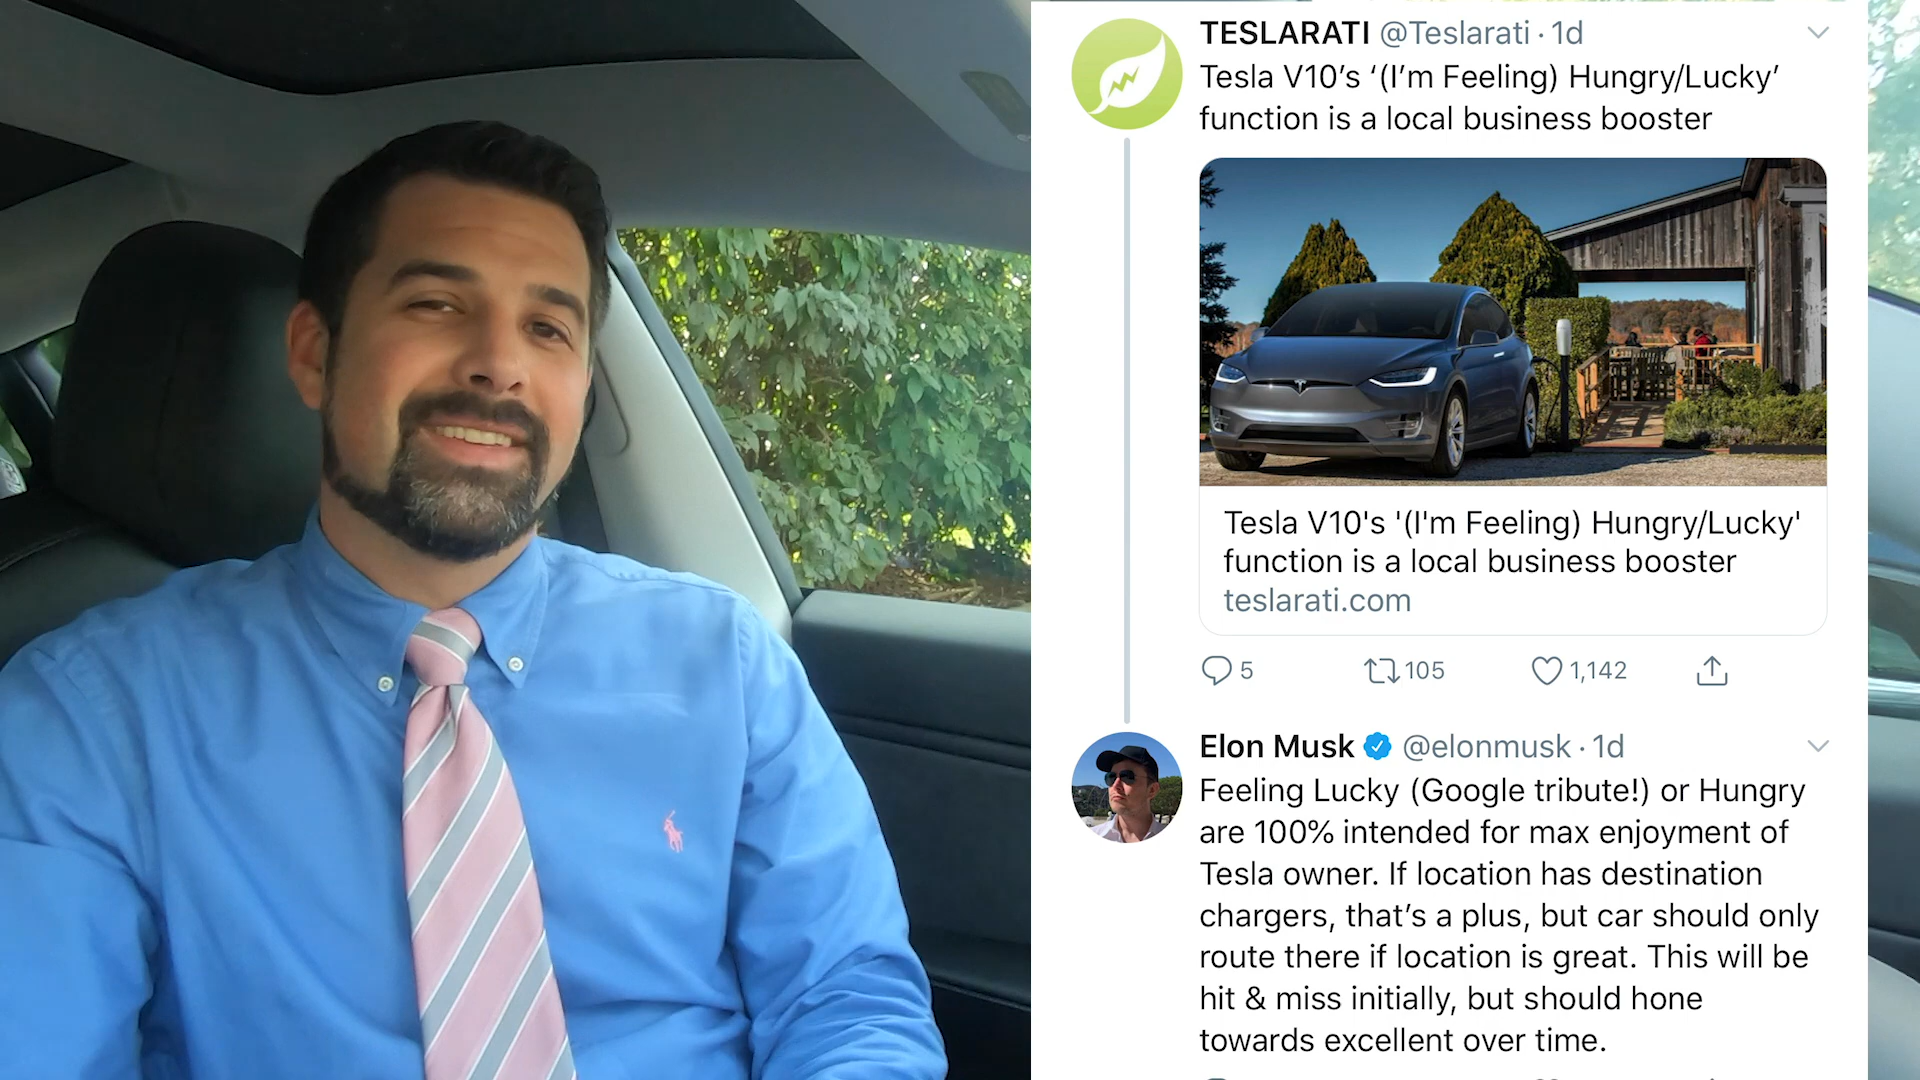 TESLARATI @Teslarati · 1d
Tesla V10’s ‘(I’m Feeling) Hungry/Lucky’
function is a local business booster
Tesla V10's '(I'm Feeling) Hungry/Lucky'
function is a local business booster
teslarati.com
5 105 1,142
Elon Musk @elonmusk · 1d
Feeling Lucky (Google tribute!) or Hungry
are 100% intended for max enjoyment of
Tesla owner. If location has destination
chargers, that’s a plus, but car should only
route there if location is great. This will be
hit & miss initially, but should hone
towards excellent over time.